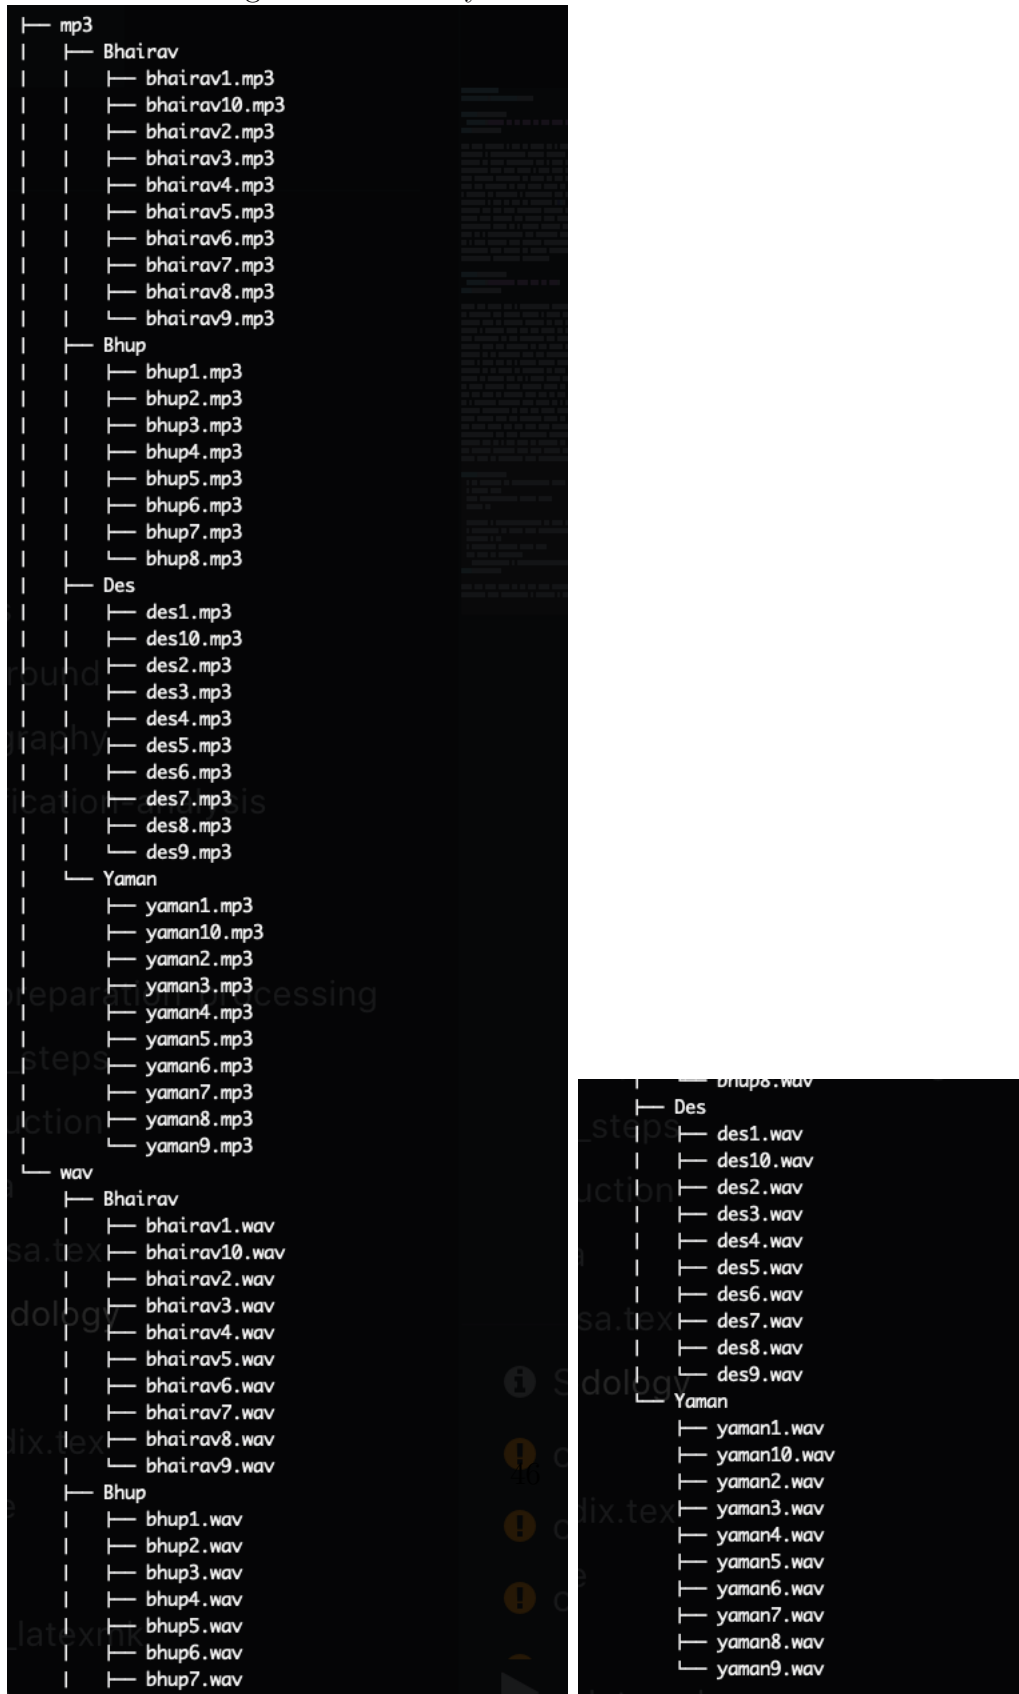 ├── mp3
│   ├── Bhairav
│   │   ├── bhairav1.mp3
│   │   ├── bhairav10.mp3
│   │   ├── bhairav2.mp3
│   │   ├── bhairav3.mp3
│   │   ├── bhairav4.mp3
│   │   ├── bhairav5.mp3
│   │   ├── bhairav6.mp3
│   │   ├── bhairav7.mp3
│   │   ├── bhairav8.mp3
│   │   └── bhairav9.mp3
│   ├── Bhup
│   │   ├── bhup1.mp3
│   │   ├── bhup2.mp3
│   │   ├── bhup3.mp3
│   │   ├── bhup4.mp3
│   │   ├── bhup5.mp3
│   │   ├── bhup6.mp3
│   │   ├── bhup7.mp3
│   │   └── bhup8.mp3
│   ├── Des
│   │   ├── des1.mp3
│   │   ├── des10.mp3
│   │   ├── des2.mp3
│   │   ├── des3.mp3
│   │   ├── des4.mp3
│   │   ├── des5.mp3
│   │   ├── des6.mp3
│   │   ├── des7.mp3
│   │   ├── des8.mp3
│   │   └── des9.mp3
│   └── Yaman
│       ├── yaman1.mp3
│       ├── yaman10.mp3
│       ├── yaman2.mp3
│       ├── yaman3.mp3
│       ├── yaman4.mp3
│       ├── yaman5.mp3
│       ├── yaman6.mp3
│       ├── yaman7.mp3
│       ├── yaman8.mp3
│       └── yaman9.mp3
└── wav
    ├── Bhairav
    │   ├── bhairav1.wav
    │   ├── bhairav10.wav
    │   ├── bhairav2.wav
    │   ├── bhairav3.wav
    │   ├── bhairav4.wav
    │   ├── bhairav5.wav
    │   ├── bhairav6.wav
    │   ├── bhairav7.wav
    │   ├── bhairav8.wav
    │   └── bhairav9.wav
    ├── Bhup
    │   ├── bhup1.wav
    │   ├── bhup2.wav
    │   ├── bhup3.wav
    │   ├── bhup4.wav
    │   ├── bhup5.wav
    │   ├── bhup6.wav
    │   ├── bhup7.wav
    │   └── bhup8.wav
    ├── Des
    │   ├── des1.wav
    │   ├── des10.wav
    │   ├── des2.wav
    │   ├── des3.wav
    │   ├── des4.wav
    │   ├── des5.wav
    │   ├── des6.wav
    │   ├── des7.wav
    │   ├── des8.wav
    │   └── des9.wav
    └── Yaman
        ├── yaman1.wav
        ├── yaman10.wav
        ├── yaman2.wav
        ├── yaman3.wav
        ├── yaman4.wav
        ├── yaman5.wav
        ├── yaman6.wav
        ├── yaman7.wav
        ├── yaman8.wav
        └── yaman9.wav
46